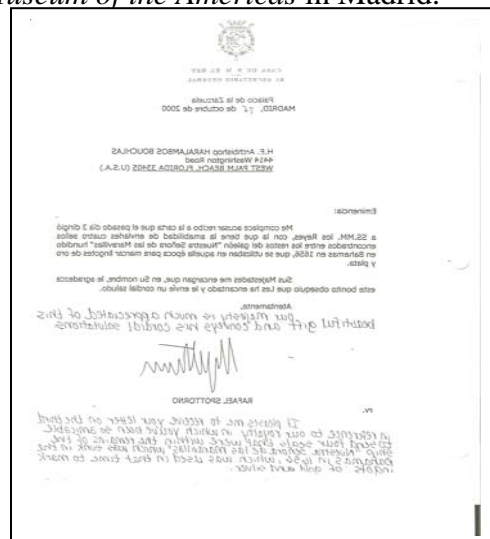 Museum of the Americas in Madrid.
CASA DE S. M. EL REY
EL SECRETARIO GENERAL
Palacio de la Zarzuela
MADRID, de octubre de 2000
H.E. Archbishop HARALAMBOS BOUCHLAS
4414 Washington Road
WEST PALM BEACH, FLORIDA 33405 (U.S.A.)
Eminencia:
Me complace acusar recibo a la carta que el pasado día 3 dirigió
a SS.MM. los Reyes, con la que tiene la amabilidad de enviarles cuatro sellos
encontrados entre los restos del galeón "Nuestra Señora de las Maravillas" hundido
en Bahamas en 1656, que se utilizaban en aquella época para marcar lingotes de oro
y plata.
Sus Majestades me encargan que, en Su nombre, le agradezca
este bonito obsequio que Les ha encantado y le envíe un cordial saludo.
Atentamente,
Our majesty is much appreciated of this
beautiful gift and conveys his cordial salutations
RAFAEL SPOTTORNO
rv.
It pleases me to receive your letter on the third
in reference to our royalty in which you've been so amicable
to send four seals that were within the remains of the
ship "Nuestra Señora de las Maravillas" which was sunk in the
Bahamas in 1656, which was used in that time to mark
ingots of gold and silver.